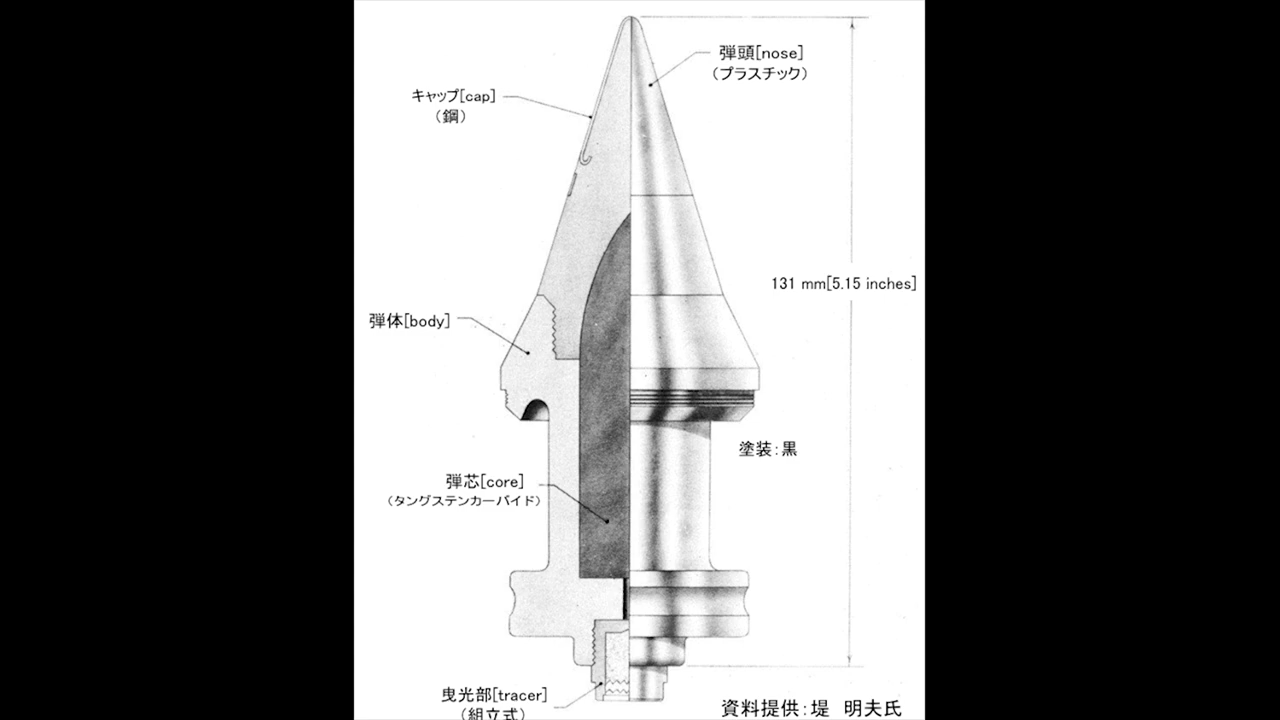 弾頭[nose]
(プラスチック)
キャップ[cap]
(鋼)
131 mm[5.15 inches]
弾体[body]
塗装:黒
弾芯[core]
(タングステンカーバイド)
曳光部[tracer]
(組立式)
資料提供:堤 明夫氏